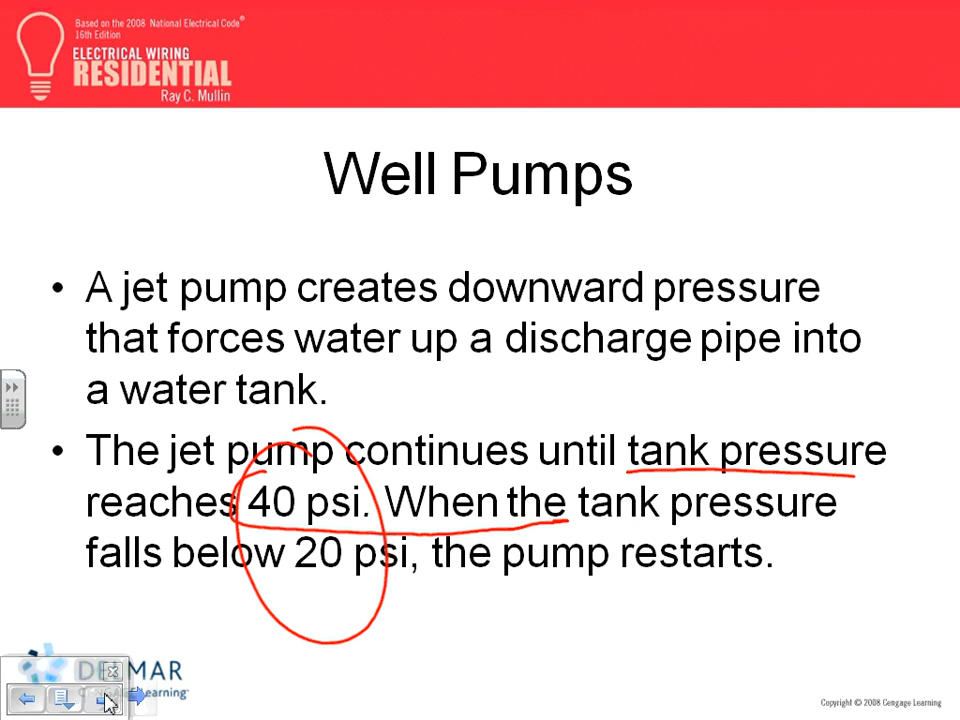 Based on the 2008 National Electrical Code®
16th Edition
ELECTRICAL WIRING
RESIDENTIAL
Ray C. Mullin
Well Pumps
• A jet pump creates downward pressure
that forces water up a discharge pipe into
a water tank.
• The jet pump continues until tank pressure
reaches 40 psi. When the tank pressure
falls below 20 psi, the pump restarts.
Learning™
Copyright © 2008 Cengage Learning